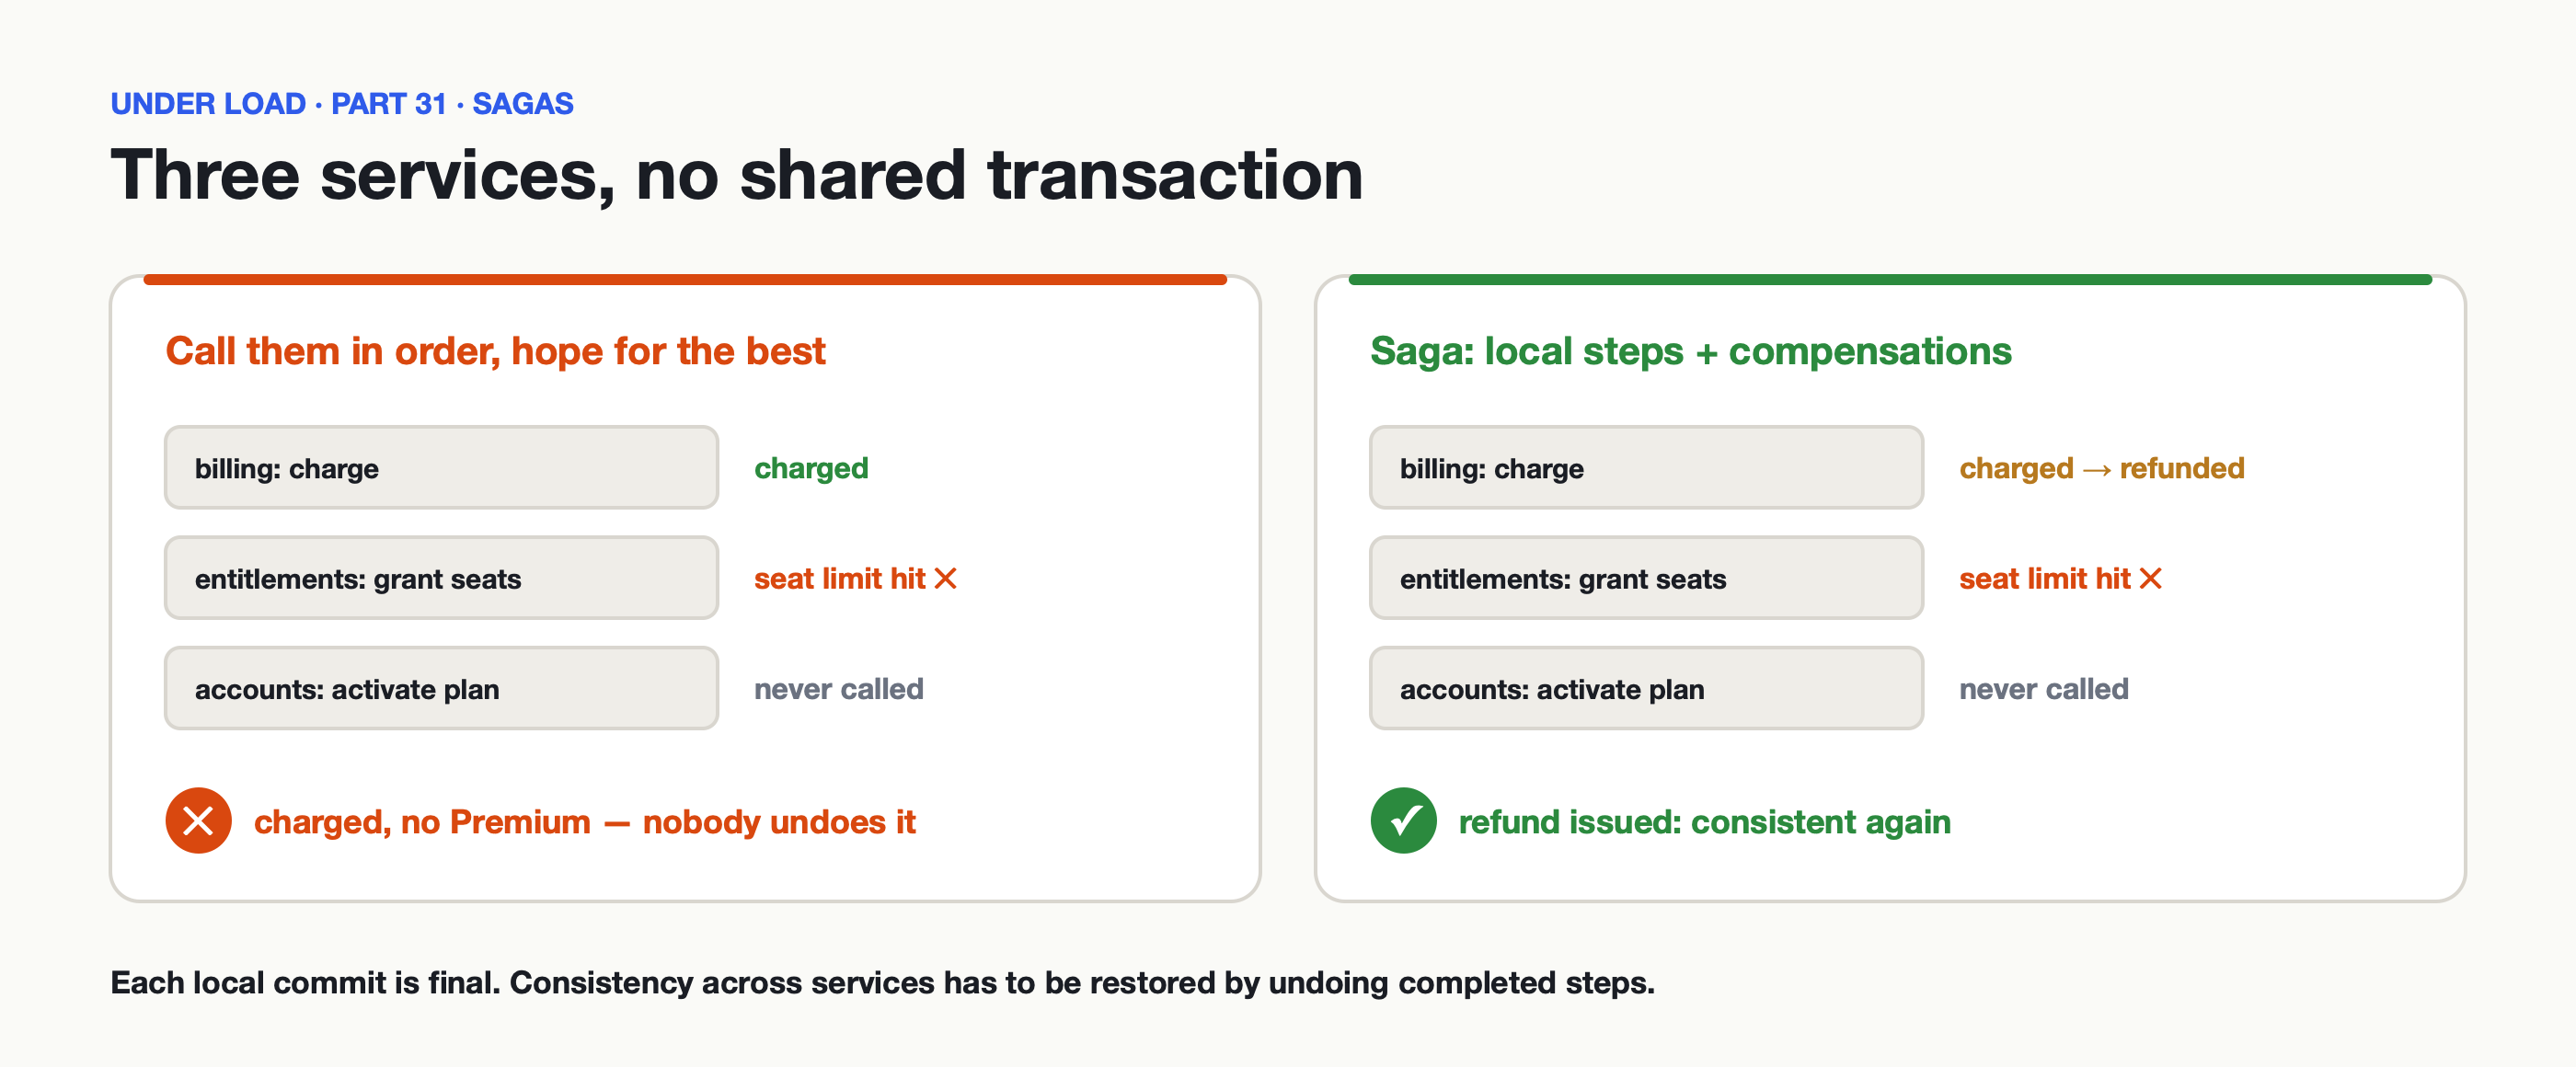 UNDER LOAD · PART 31 · SAGAS
Three services, no shared transaction
Call them in order, hope for the best
billing: charge
charged
entitlements: grant seats
seat limit hit ✕
accounts: activate plan
never called
✕ charged, no Premium — nobody undoes it
Saga: local steps + compensations
billing: charge
charged → refunded
entitlements: grant seats
seat limit hit ✕
accounts: activate plan
never called
✓ refund issued: consistent again
Each local commit is final. Consistency across services has to be restored by undoing completed steps.